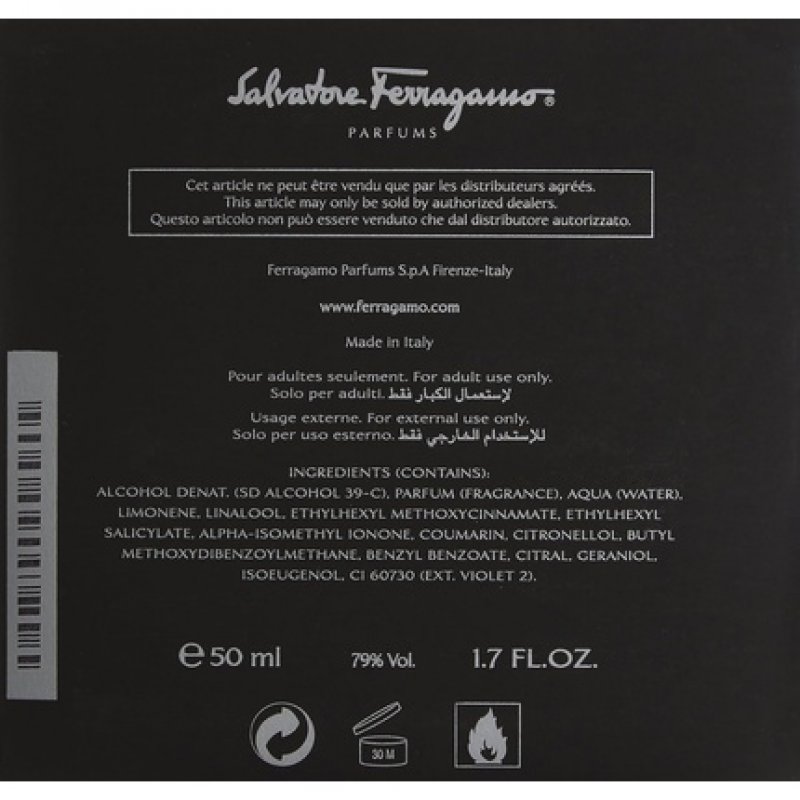 Salvatore Ferragamo®
PARFUMS
Cet article ne peut être vendu que par les distributeurs agréés.
This article may only be sold by authorized dealers.
Questo articolo non può essere venduto che dal distributore autorizzato.
Ferragamo Parfums S.p.A Firenze-Italy
www.ferragamo.com
Made in Italy
Pour adultes seulement. For adult use only.
Solo per adulti. لإستعمال الكبار فقط
Usage externe. For external use only.
Solo per uso esterno. للإستخدام الخارجي فقط
INGREDIENTS (CONTAINS):
ALCOHOL DENAT. (SD ALCOHOL 39-C), PARFUM (FRAGRANCE), AQUA (WATER),
LIMONENE, LINALOOL, ETHYLHEXYL METHOXYCINNAMATE, ETHYLHEXYL
SALICYLATE, ALPHA-ISOMETHYL IONONE, COUMARIN, CITRONELLOL, BUTYL
METHOXYDIBENZOYLMETHANE, BENZYL BENZOATE, CITRAL, GERANIOL,
ISOEUGENOL, CI 60730 (EXT. VIOLET 2).
℮ 50 ml 79% Vol. 1.7 FL.OZ.
30 M